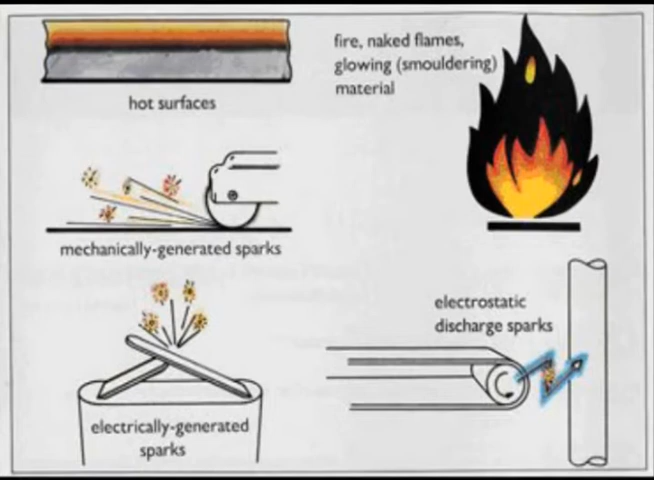 hot surfaces
fire, naked flames,
glowing (smouldering)
material
mechanically-generated sparks
electrostatic
discharge sparks
electrically-generated
sparks